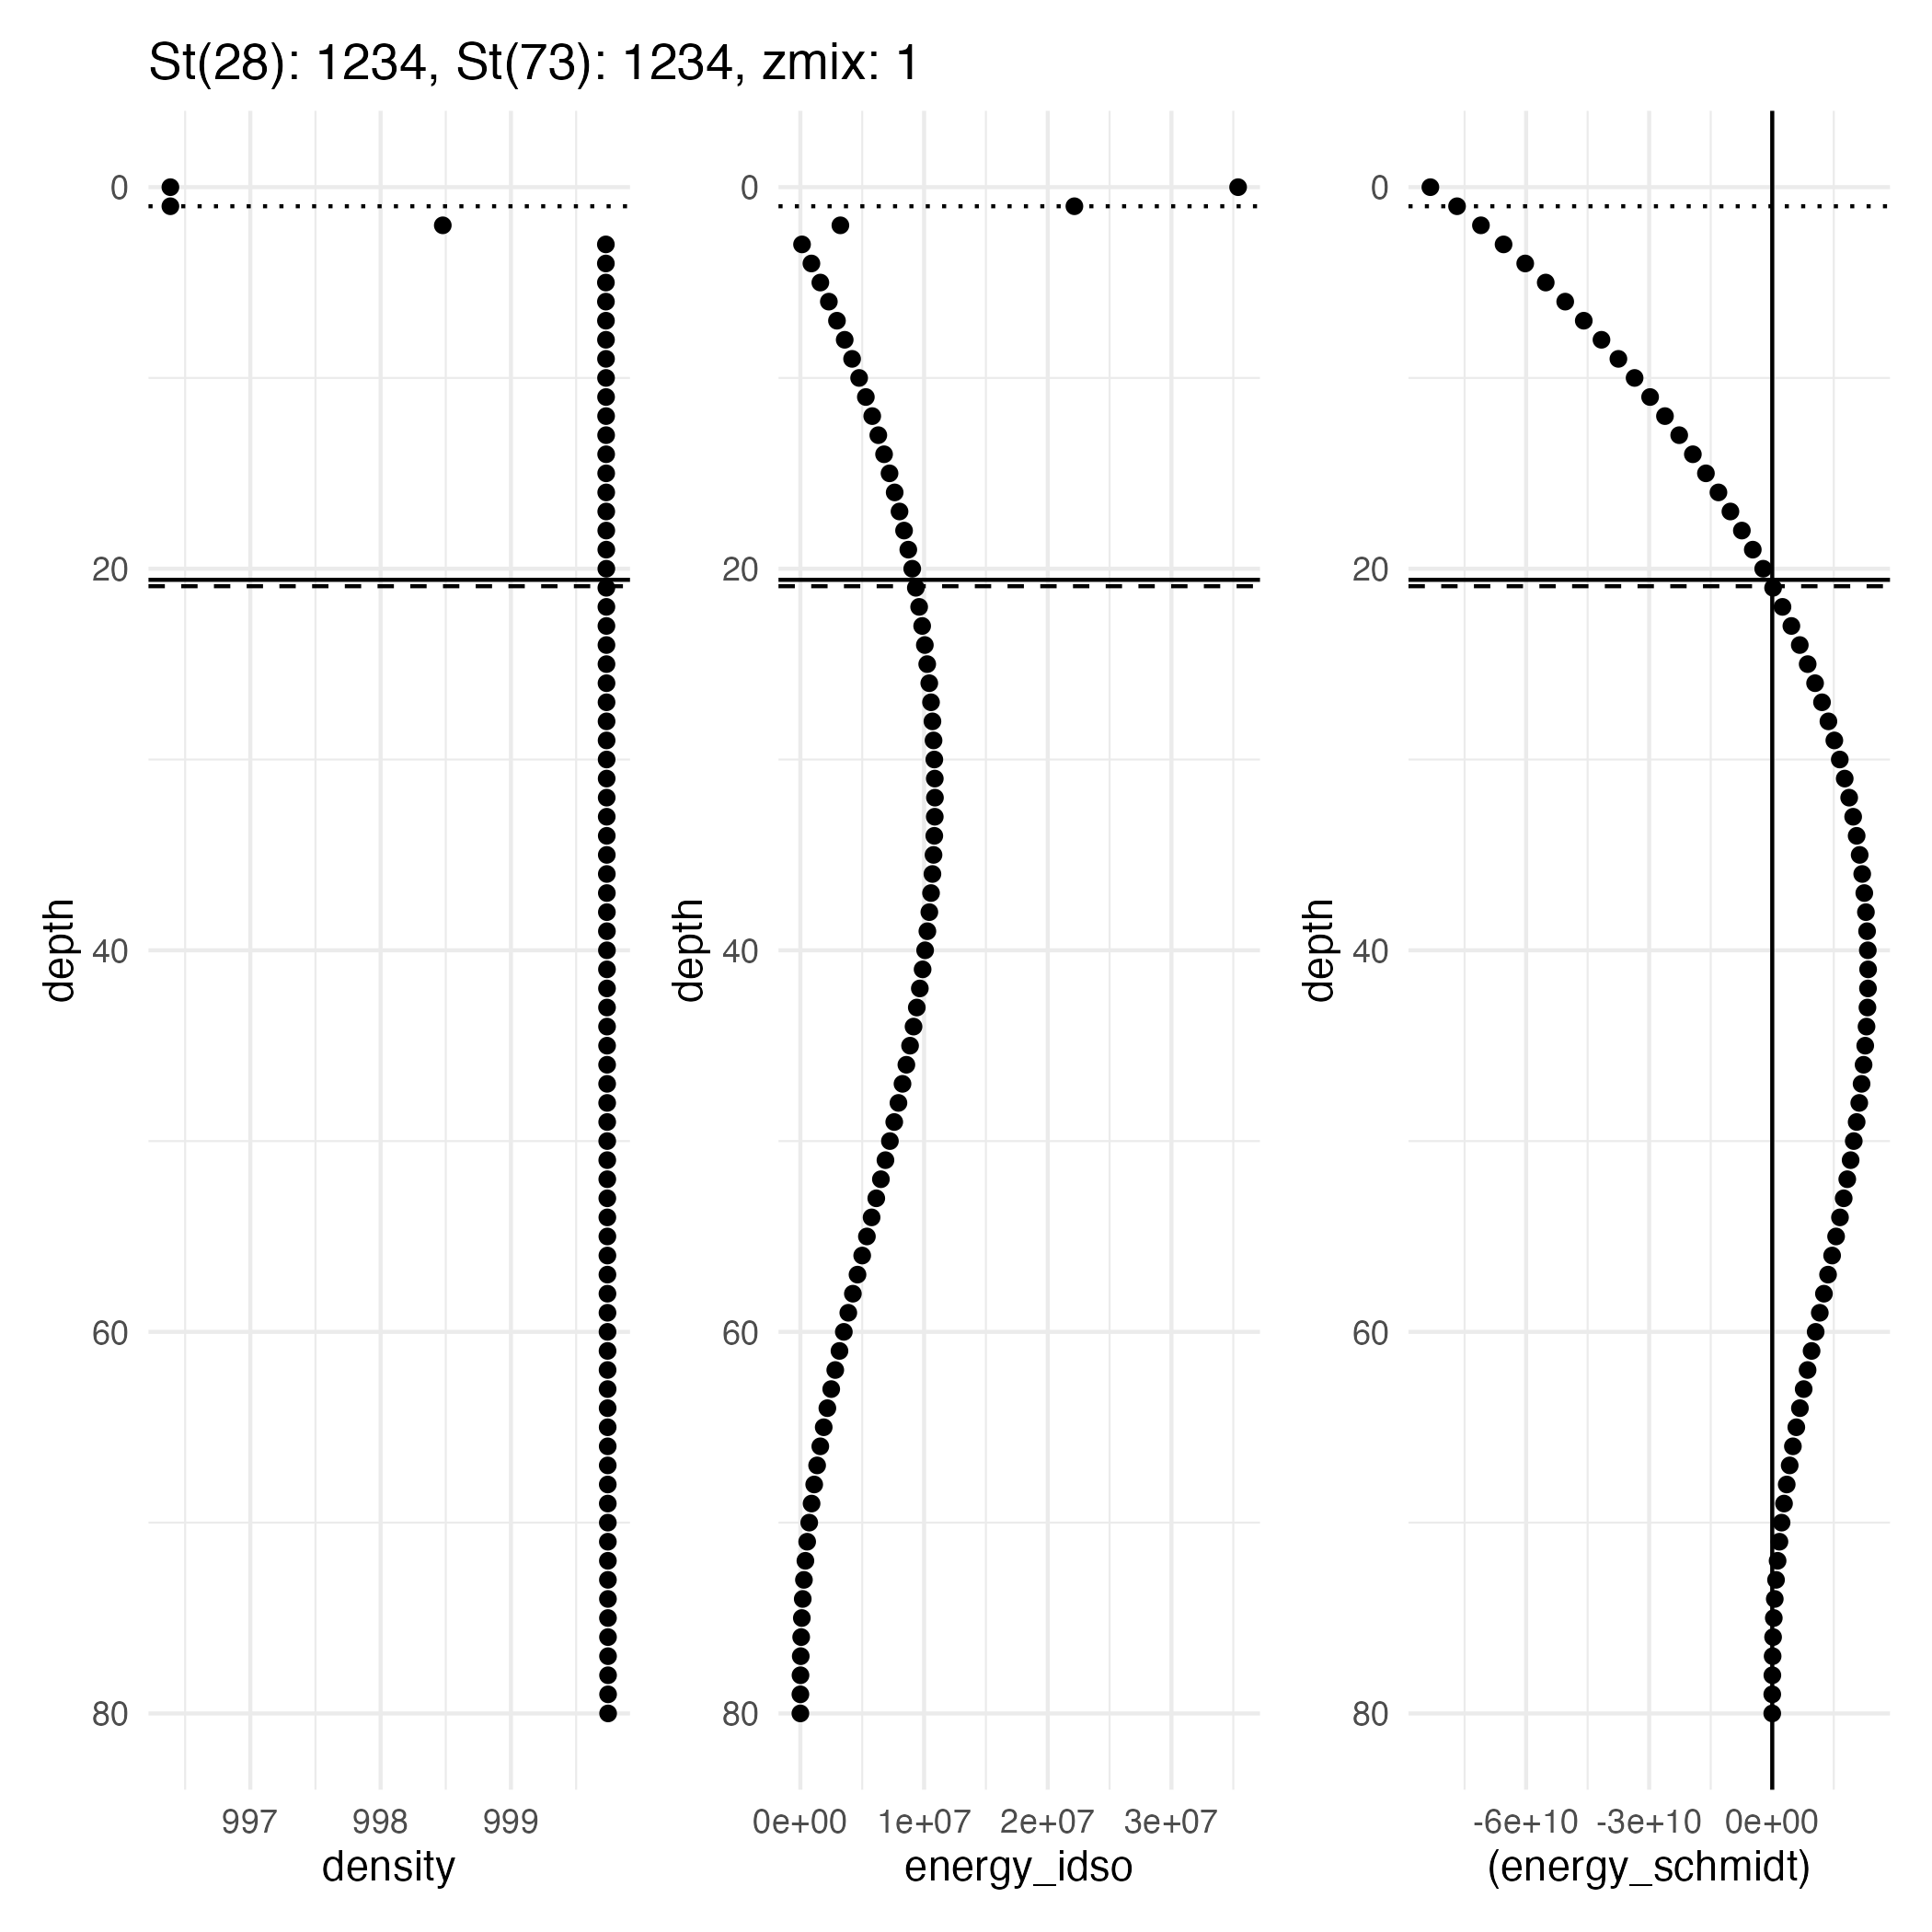 St(28): 1234, St(73): 1234, zmix: 1
0
20
40
60
80
depth
997 998 999
density
0
20
40
60
80
depth
0e+00 1e+07 2e+07 3e+07
energy_idso
0
20
40
60
80
depth
-6e+10 -3e+10 0e+00
(energy_schmidt)